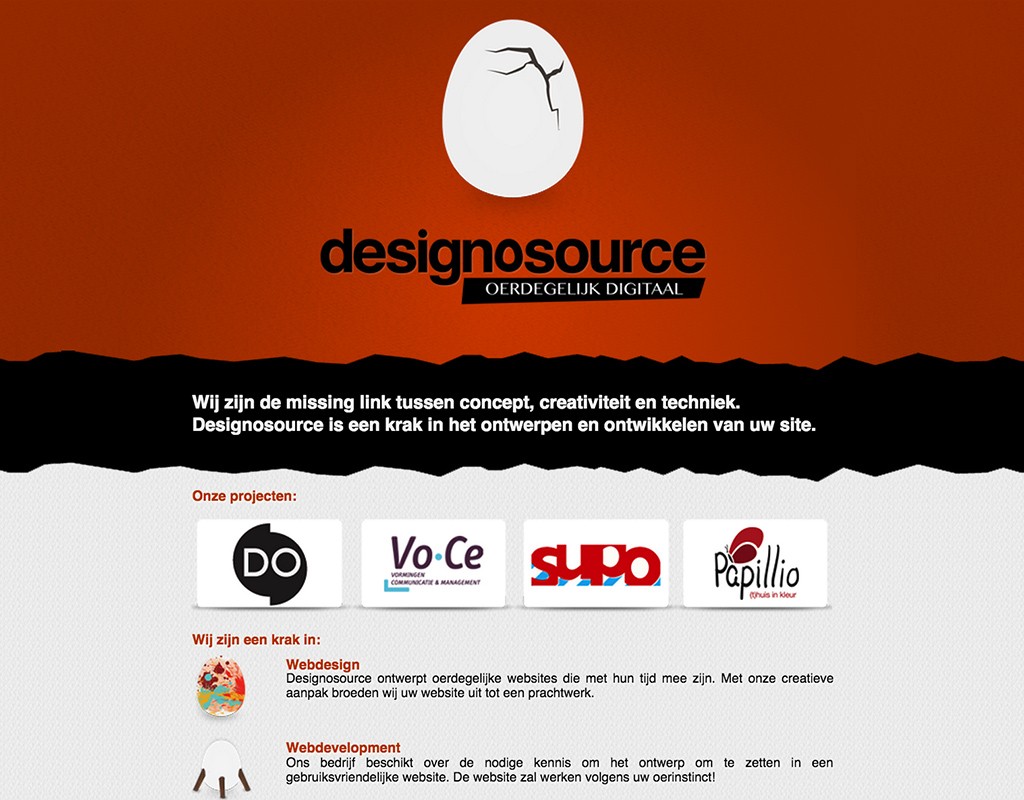 designosource
OERDEGELIJK DIGITAAL
Wij zijn de missing link tussen concept, creativiteit en techniek.
Designosource is een krak in het ontwerpen en ontwikkelen van uw site.
Onze projecten:
DO
Vo·Ce
VORMINGEN
COMMUNICATIE & MANAGEMENT
supo
Papillio
(t)huis in kleur
Wij zijn een krak in:
Webdesign
Designosource ontwerpt oerdegelijke websites die met hun tijd mee zijn. Met onze creatieve
aanpak broeden wij uw website uit tot een prachtwerk.
Webdevelopment
Ons bedrijf beschikt over de nodige kennis om het ontwerp om te zetten in een
gebruiksvriendelijke website. De website zal werken volgens uw oerinstinct!